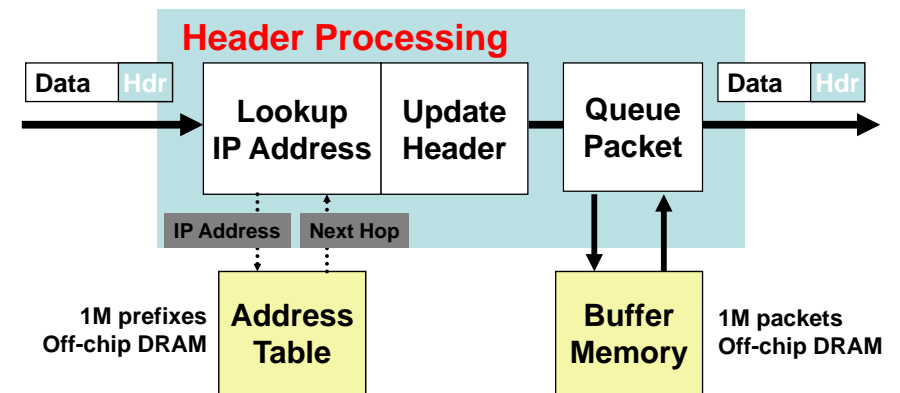 Header Processing
Data Hdr
Lookup
IP Address
Update
Header
Queue
Packet
Data Hdr
IP Address
Next Hop
1M prefixes
Off-chip DRAM
Address
Table
Buffer
Memory
1M packets
Off-chip DRAM